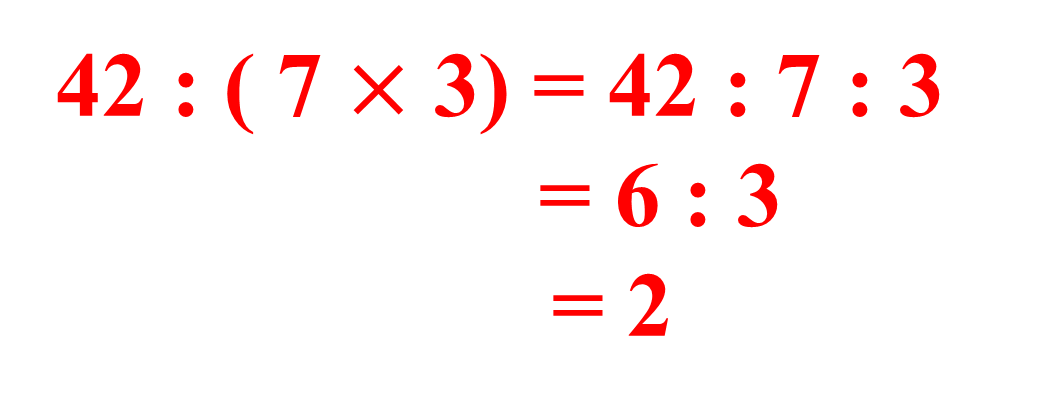 42 : ( 7 × 3) = 42 : 7 : 3
= 6 : 3
= 2